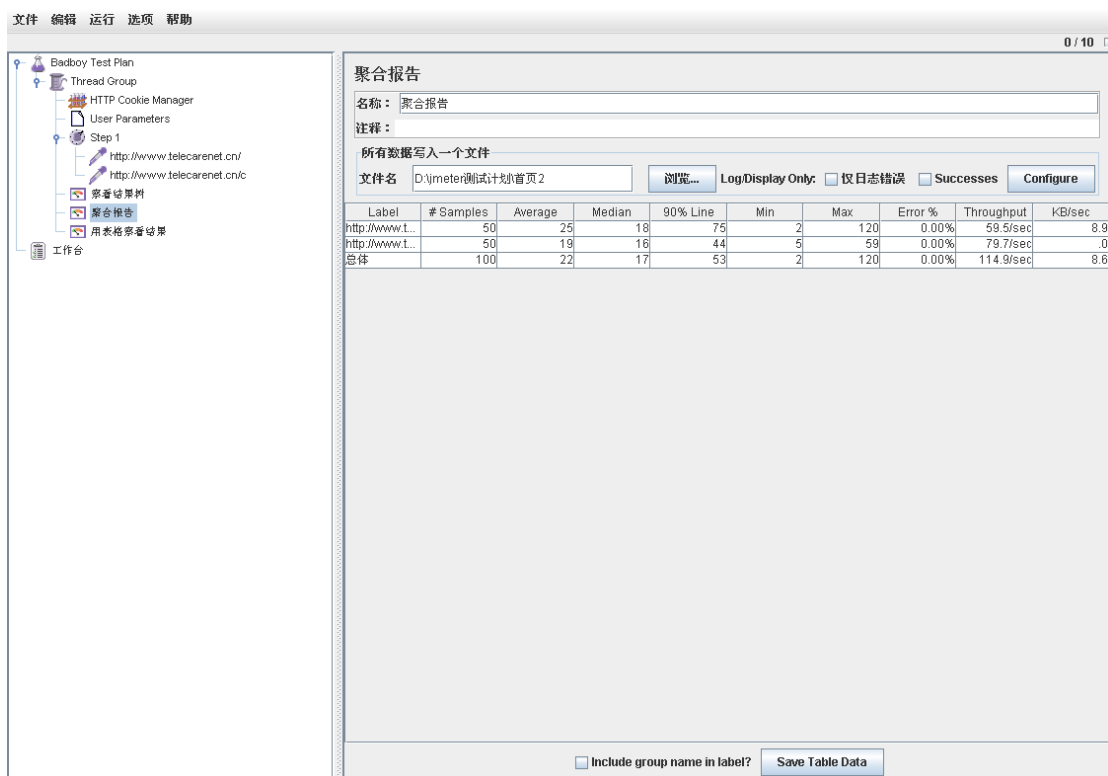 文件 编辑 运行 选项 帮助
0 / 10
Badboy Test Plan
Thread Group
HTTP Cookie Manager
User Parameters
Step 1
http://www.telecarenet.cn/
http://www.telecarenet.cn/c
察看结果树
聚合报告
用表格察看结果
工作台
聚合报告
名称： 聚合报告
注释：
所有数据写入一个文件
文件名 D:\jmeter测试计划\首页2 浏览... Log/Display Only: 仅日志错误 Successes Configure
Label # Samples Average Median 90% Line Min Max Error % Throughput KB/sec
http://www.t... 50 25 18 75 2 120 0.00% 59.5/sec 8.9
http://www.t... 50 19 16 44 5 59 0.00% 79.7/sec .0
总体 100 22 17 53 2 120 0.00% 114.9/sec 8.6
Include group name in label? Save Table Data